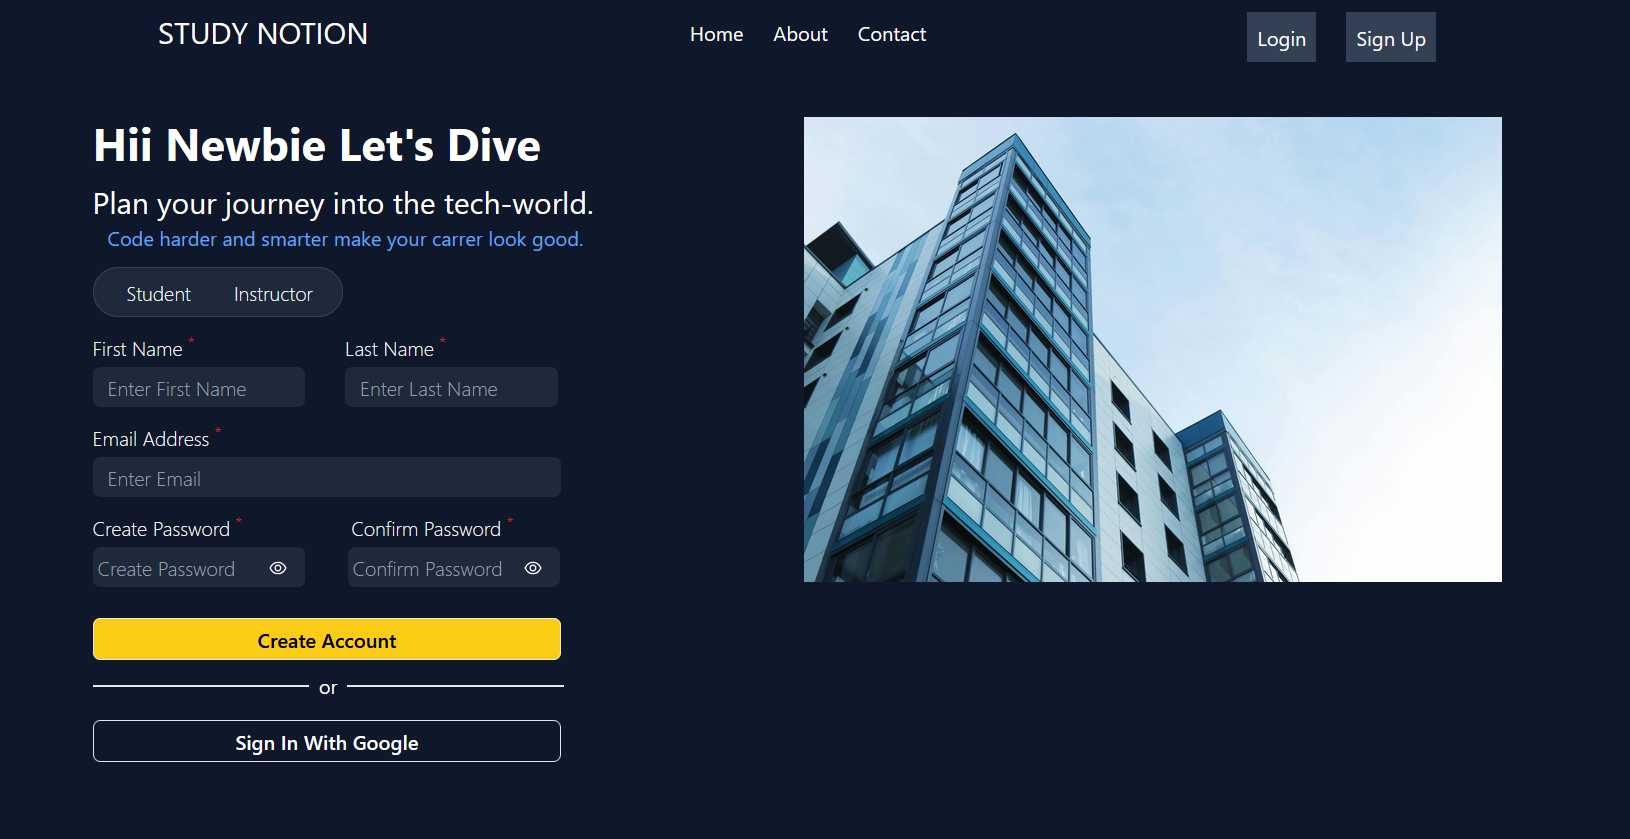 STUDY NOTION
Home About Contact
Login Sign Up
Hii Newbie Let's Dive
Plan your journey into the tech-world.
Code harder and smarter make your carrer look good.
Student Instructor
First Name * Last Name *
Enter First Name Enter Last Name
Email Address *
Enter Email
Create Password * Confirm Password *
Create Password Confirm Password
Create Account
or
Sign In With Google